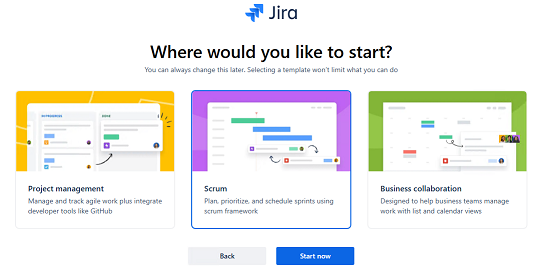 Jira
Where would you like to start?
You can always change this later. Selecting a template won't limit what you can do
Project management
Manage and track agile work plus integrate
developer tools like GitHub
Scrum
Plan, prioritize, and schedule sprints using
scrum framework
Business collaboration
Designed to help business teams manage
work with list and calendar views
Back
Start now